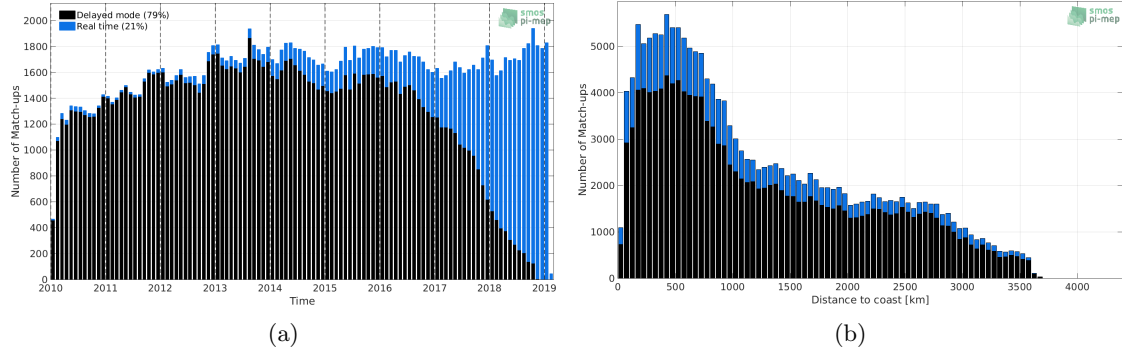 Delayed mode (79%)
Real time (21%)
smos
pi-mep
Number of Match-ups
2000
1800
1600
1400
1200
1000
800
600
400
200
0
2010 2011 2012 2013 2014 2015 2016 2017 2018 2019
Time
(a)
smos
pi-mep
Number of Match-ups
5000
4000
3000
2000
1000
0
0 500 1000 1500 2000 2500 3000 3500 4000
Distance to coast [km]
(b)